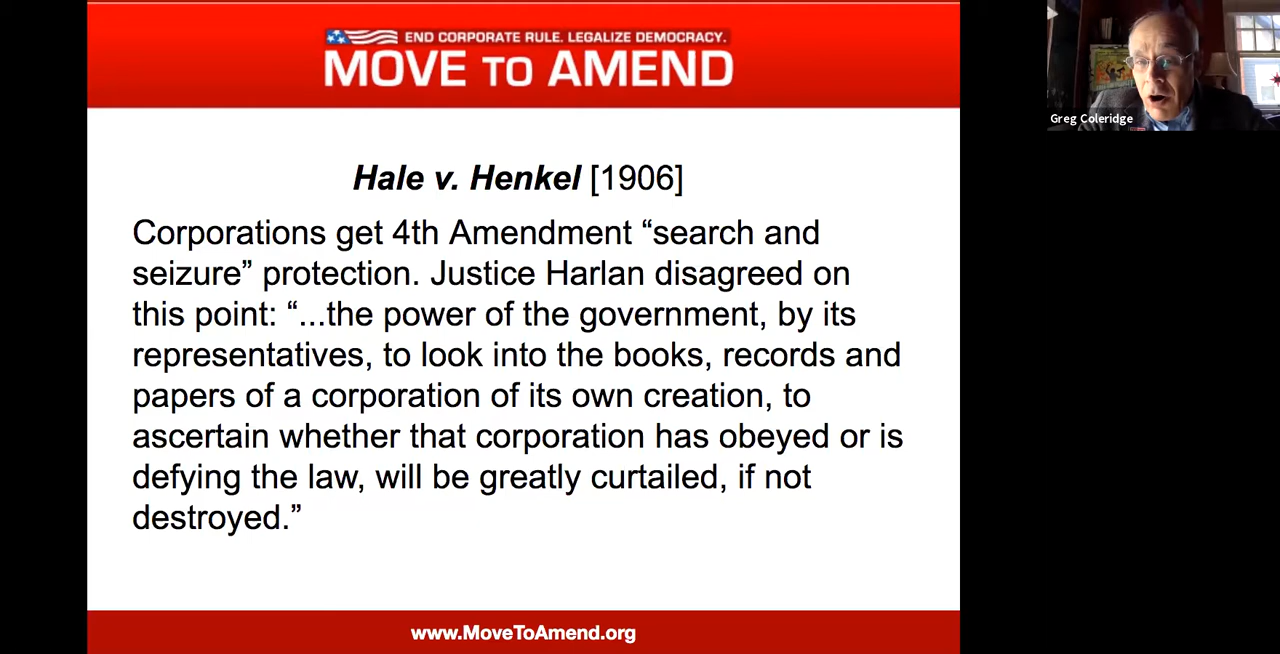 END CORPORATE RULE. LEGALIZE DEMOCRACY.
MOVE TO AMEND
Greg Coleridge
Hale v. Henkel [1906]
Corporations get 4th Amendment “search and
seizure” protection. Justice Harlan disagreed on
this point: “...the power of the government, by its
representatives, to look into the books, records and
papers of a corporation of its own creation, to
ascertain whether that corporation has obeyed or is
defying the law, will be greatly curtailed, if not
destroyed.”
www.MoveToAmend.org